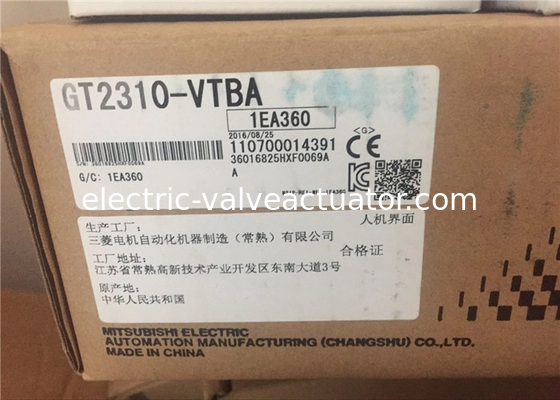 GT2310-VTBA
1EA360
2016/08/25
<G>
110700014391
36016825HXF0069A
S/N: 36016825HXF0069A
A
G/C: 1EA360
electric-valveactuator.com
生产工厂:
人机界面
三菱电机自动化机器制造(常熟)有限公司
合格证
工厂地址:
江苏省常熟高新技术产业开发区东南大道3号
原产地:
中华人民共和国
MITSUBISHI ELECTRIC
AUTOMATION MANUFACTURING (CHANGSHU) CO.,LTD.
MADE IN CHINA